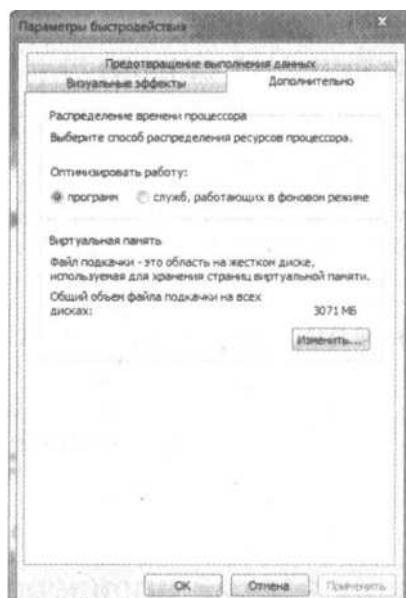 Параметры быстродействия
Предотвращение выполнения данных
Визуальные эффекты
Дополнительно
Распределение времени процессора
Выберите способ распределения ресурсов процессора.
Оптимизировать работу:
программ
служб, работающих в фоновом режиме
Виртуальная память
Файл подкачки - это область на жестком диске,
используемая для хранения страниц виртуальной памяти.
Общий объем файла подкачки на всех
дисках:
3071 МБ
Изменить...
ОК
Отмена
Применить